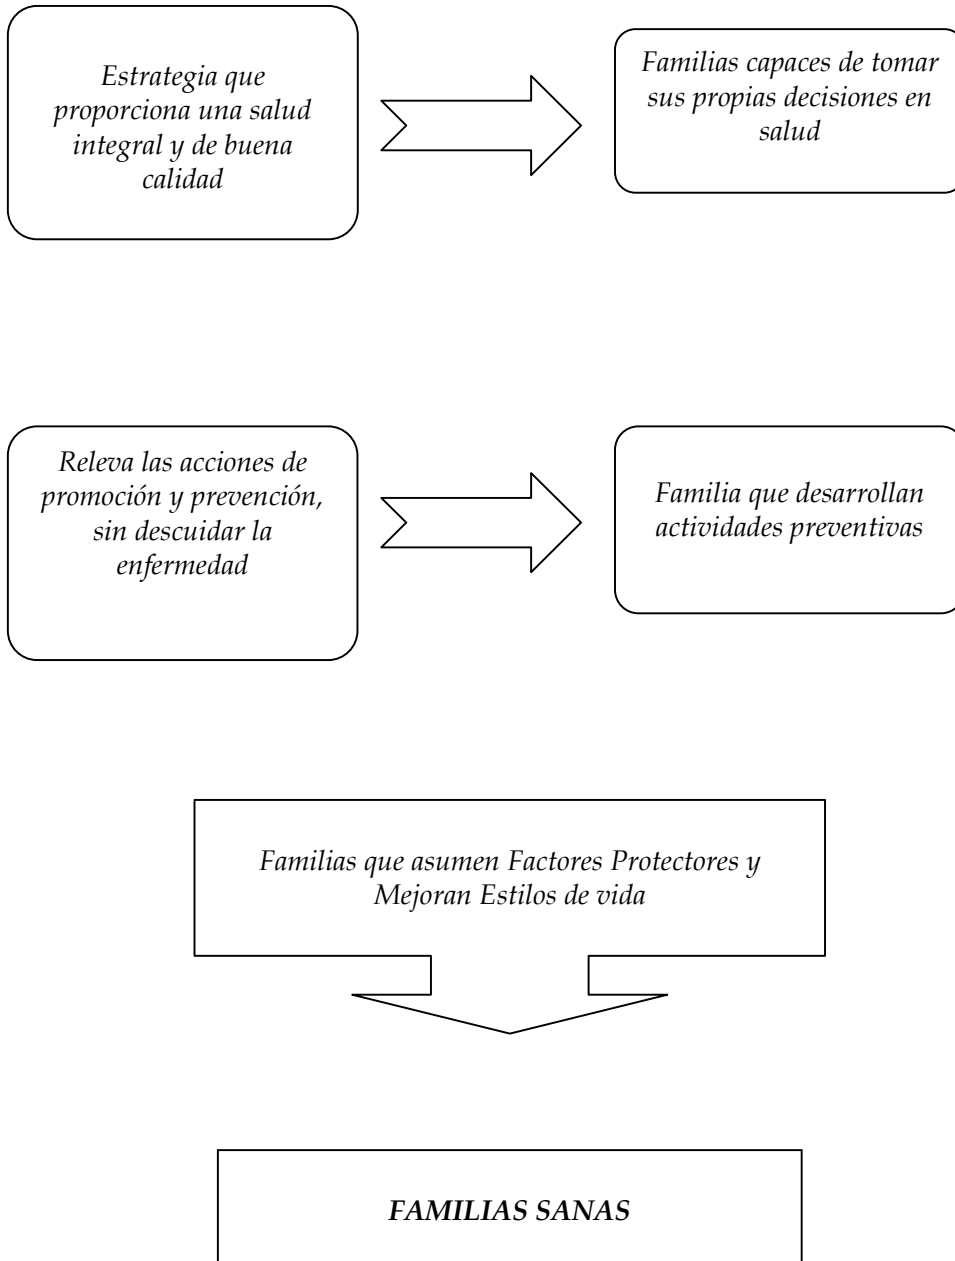 Estrategia que
proporciona una salud
integral y de buena
calidad
Familias capaces de tomar
sus propias decisiones en
salud
Releva las acciones de
promoción y prevención,
sin descuidar la
enfermedad
Familia que desarrollan
actividades preventivas
Familias que asumen Factores Protectores y
Mejoran Estilos de vida
FAMILIAS SANAS